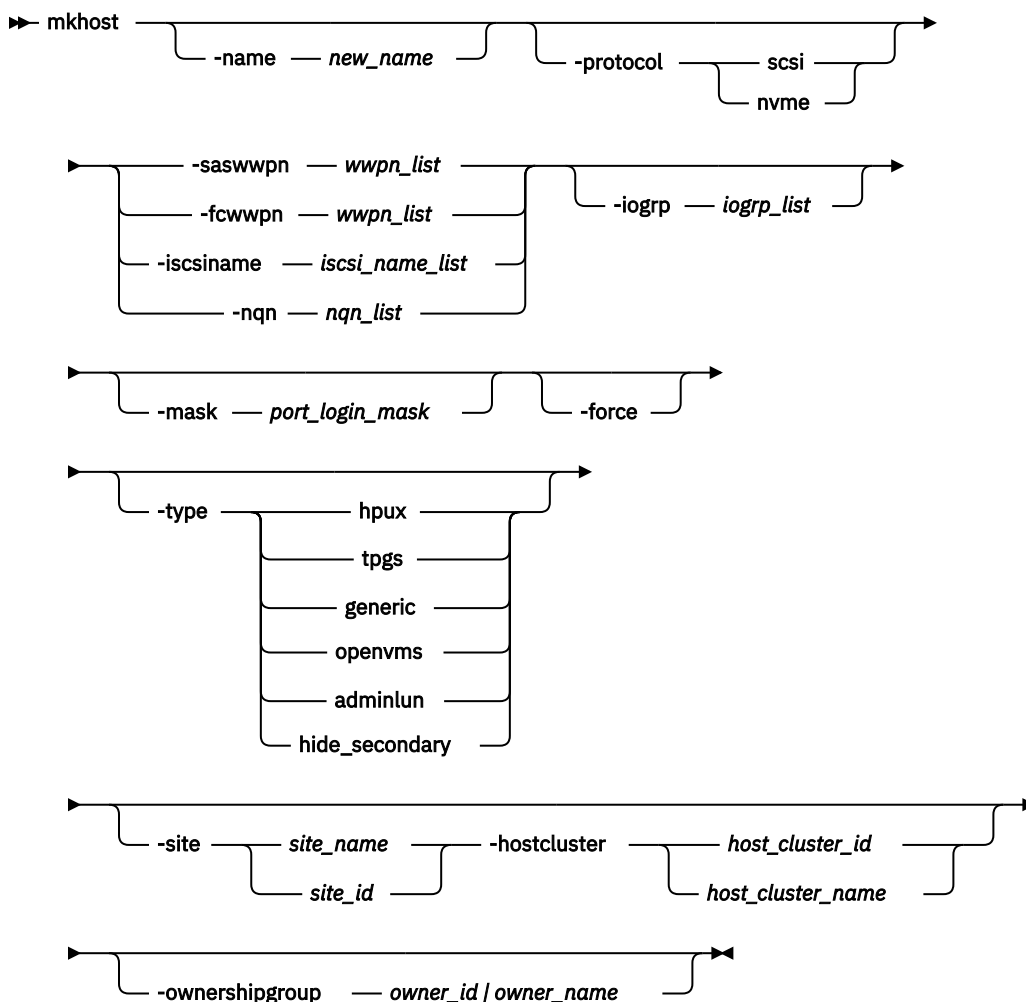 mkhost
-name new_name -protocol scsi
nvme
-saswwpn wwpn_list
-fcwwpn wwpn_list -iogrp iogrp_list
-iscsiname iscsi_name_list
-nqn nqn_list
-mask port_login_mask -force
-type hpux
tpgs
generic
openvms
adminlun
hide_secondary
-site site_name -hostcluster host_cluster_id
site_id host_cluster_name
-ownershipgroup owner_id / owner_name